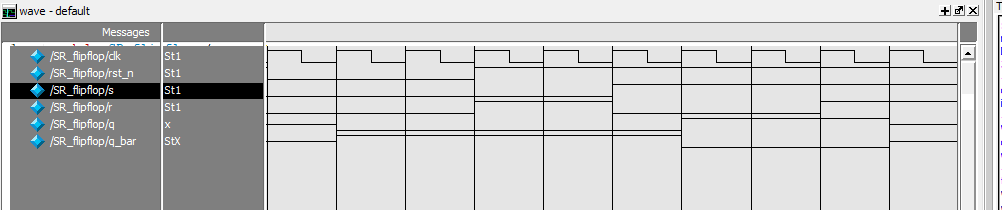 wave - default
Messages
/SR_flipflop/clk St1
/SR_flipflop/rst_n St1
/SR_flipflop/s St1
/SR_flipflop/r St1
/SR_flipflop/q x
/SR_flipflop/q_bar StX